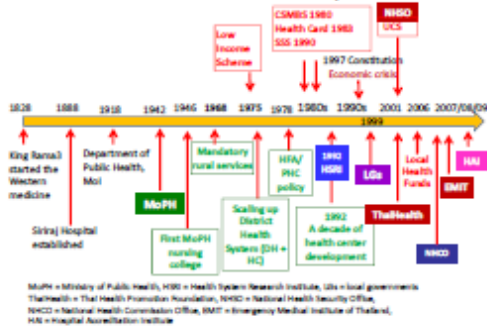 NHSO
UCS
CSMBS 1980
Health Card 1983
SSS 1990
Low
Income
Scheme
1997 Constitution
Economic crisis
1828 1888 1918 1942 1946 1968 1975 1978 1980s 1990s 2001 2006 2007/08/09
1999
King Rama3
started the
Western
medicine
Department of
Public Health,
MoI
Mandatory
rural services
HFA/
PHC
policy
1992
HSRI
LGs
Local
Health
Funds
HAI
EMIT
MoPH
ThaiHealth
Siriraj Hospital
established
First MoPH
nursing
college
Scaling up
District
Health
System (DH +
HC)
1992
A decade of
health center
development
NHCO
MoPH = Ministry of Public Health, HSRI = Health System Research Institute, LGs = local governments
ThaiHealth = Thai Health Promotion Foundation, NHSO = National Health Security Office,
NHCO = National Health Commission Office, EMIT = Emergency Medical Institute of Thailand,
HAI = Hospital Accreditation Institute